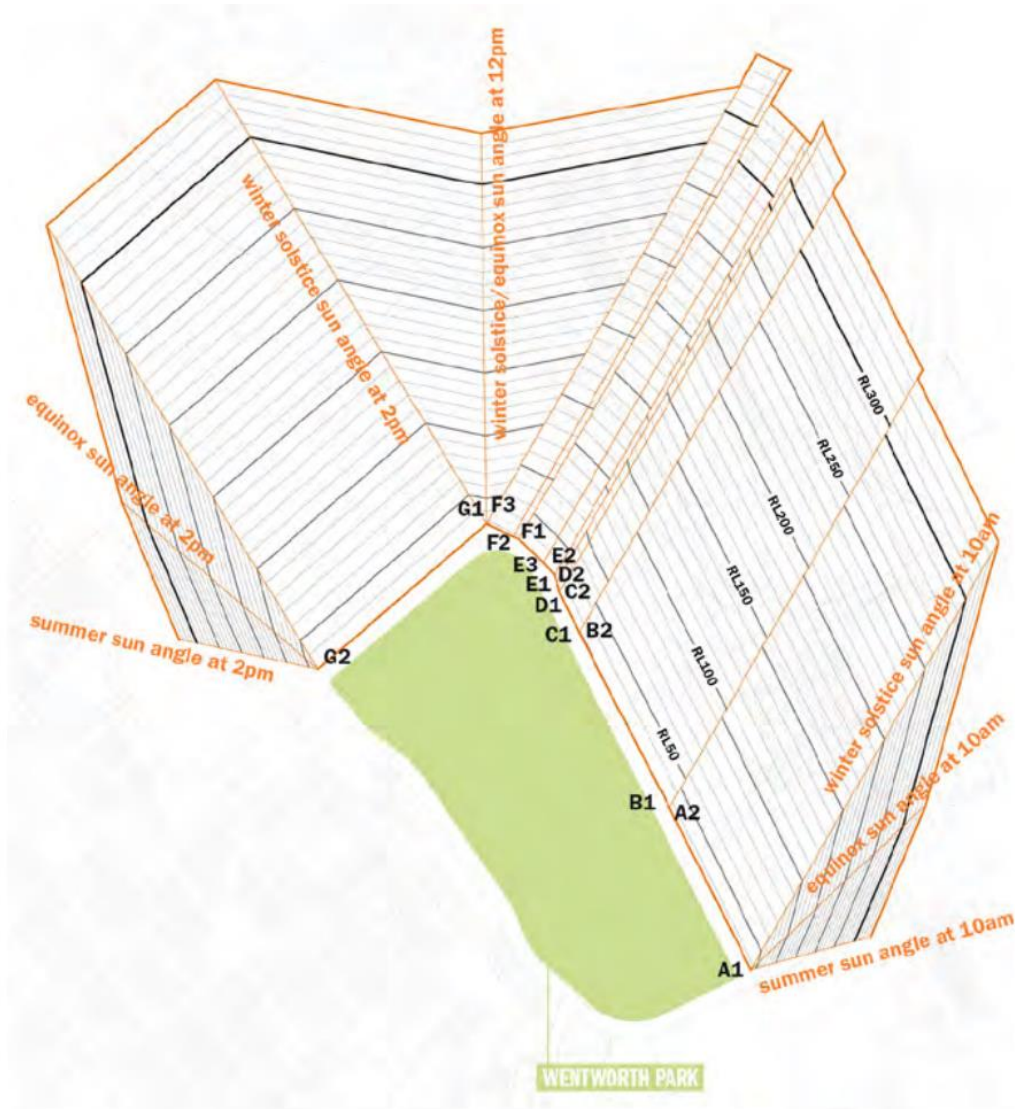 winter solstice/equinox sun angle at 12pm
winter solstice sun angle at 2pm
equinox sun angle at 2pm
summer sun angle at 2pm
RL300
RL250
RL200
RL150
RL100
RL50
G1
F3
F2
F1
E3
E2
E1
D2
D1
C2
C1
B2
G2
B1
A2
A1
winter solstice sun angle at 10am
equinox sun angle at 10am
summer sun angle at 10am
WENTWORTH PARK